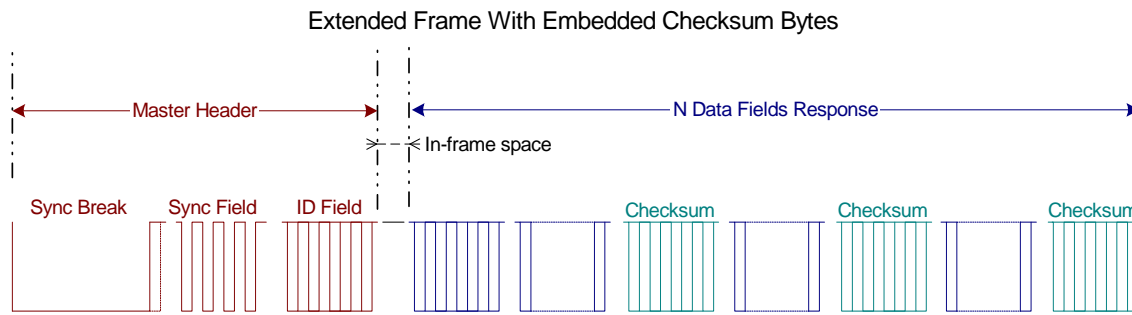 Extended Frame With Embedded Checksum Bytes
Master Header
N Data Fields Response
In-frame space
Sync Break
Sync Field
ID Field
Checksum
Checksum
Checksum